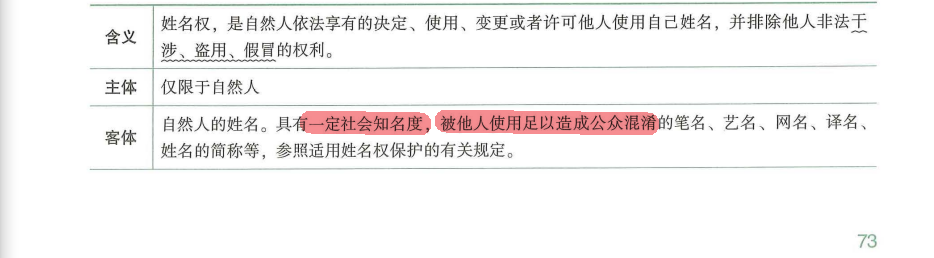 含义
姓名权，是自然人依法享有的决定、使用、变更或者许可他人使用自己姓名，并排除他人非法干
涉、盗用、假冒的权利。
主体
仅限于自然人
客体
自然人的姓名。具有一定社会知名度，被他人使用足以造成公众混淆的笔名、艺名、网名、译名、
姓名的简称等，参照适用姓名权保护的有关规定。
73